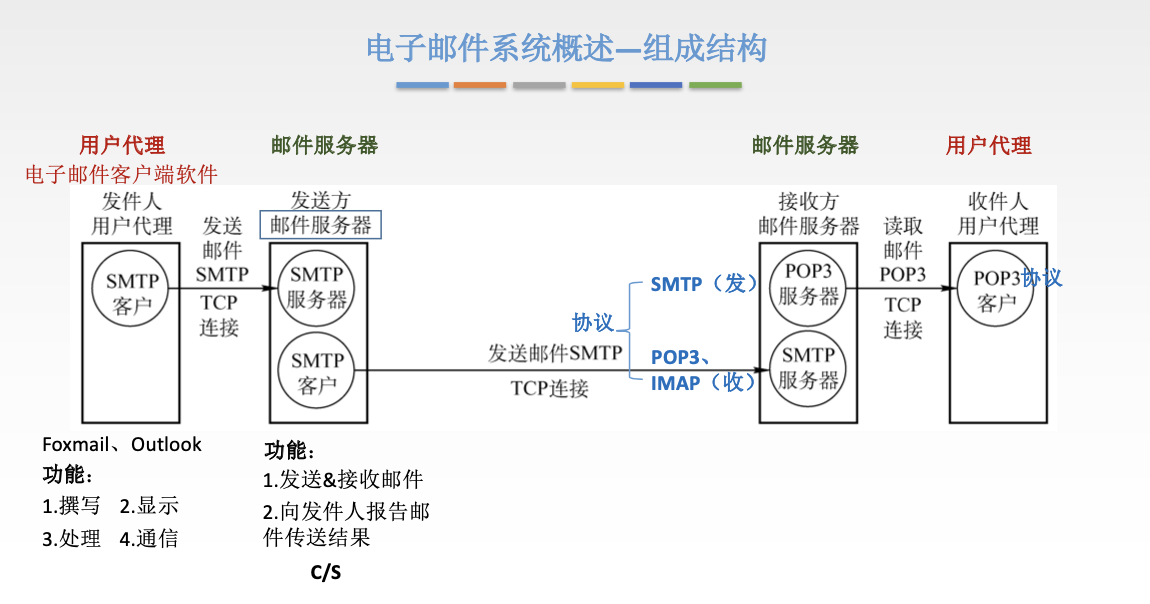 电子邮件系统概述—组成结构
用户代理
邮件服务器
邮件服务器
用户代理
电子邮件客户端软件
发件人
用户代理
发送
邮件
SMTP
TCP
连接
发送方
邮件服务器
接收方
邮件服务器
读取
邮件
POP3
TCP
连接
收件人
用户代理
SMTP
客户
SMTP
服务器
SMTP
客户
发送邮件SMTP
TCP连接
协议
SMTP（发）
POP3、
IMAP（收）
POP3
服务器
SMTP
服务器
POP3
客户
协议
Foxmail、Outlook
功能：
1.撰写 2.显示
3.处理 4.通信
功能：
1.发送&接收邮件
2.向发件人报告邮
件传送结果
C/S